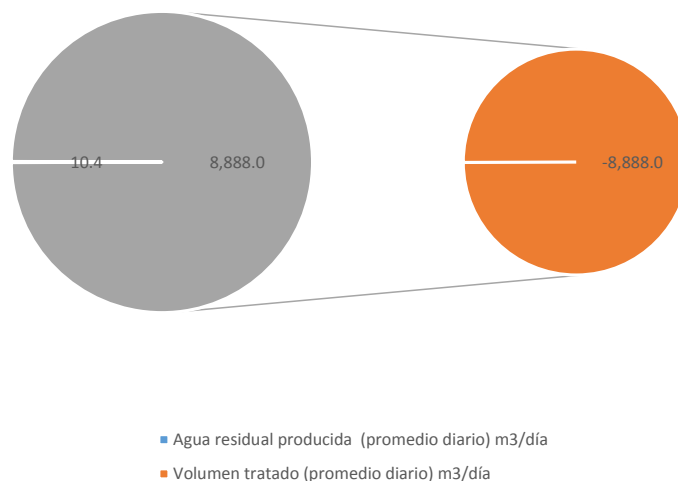 10.4
8,888.0
-8,888.0
Agua residual producida (promedio diario) m3/día
Volumen tratado (promedio diario) m3/día